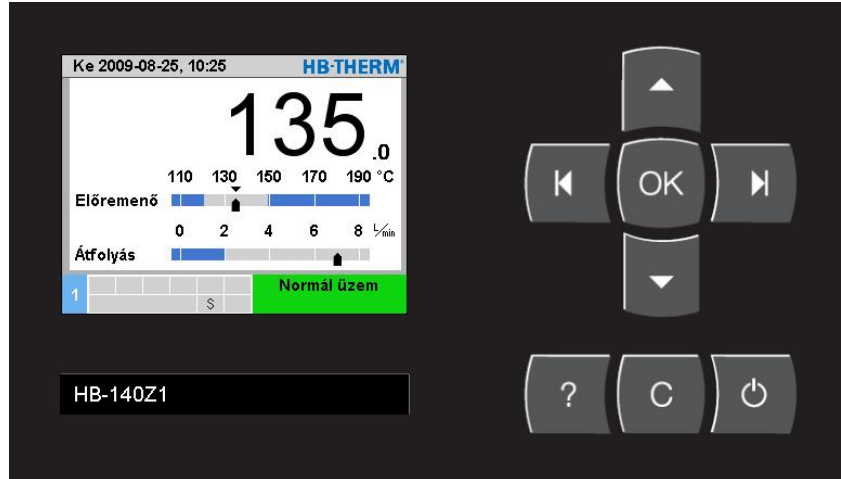 Ke 2009-08-25, 10:25 HB-THERM®
135.0
110 130 150 170 190 °C
Előremenő
0 2 4 6 8 L/min
Átfolyás
1 S Normál üzem
HB-140Z1
OK
? C